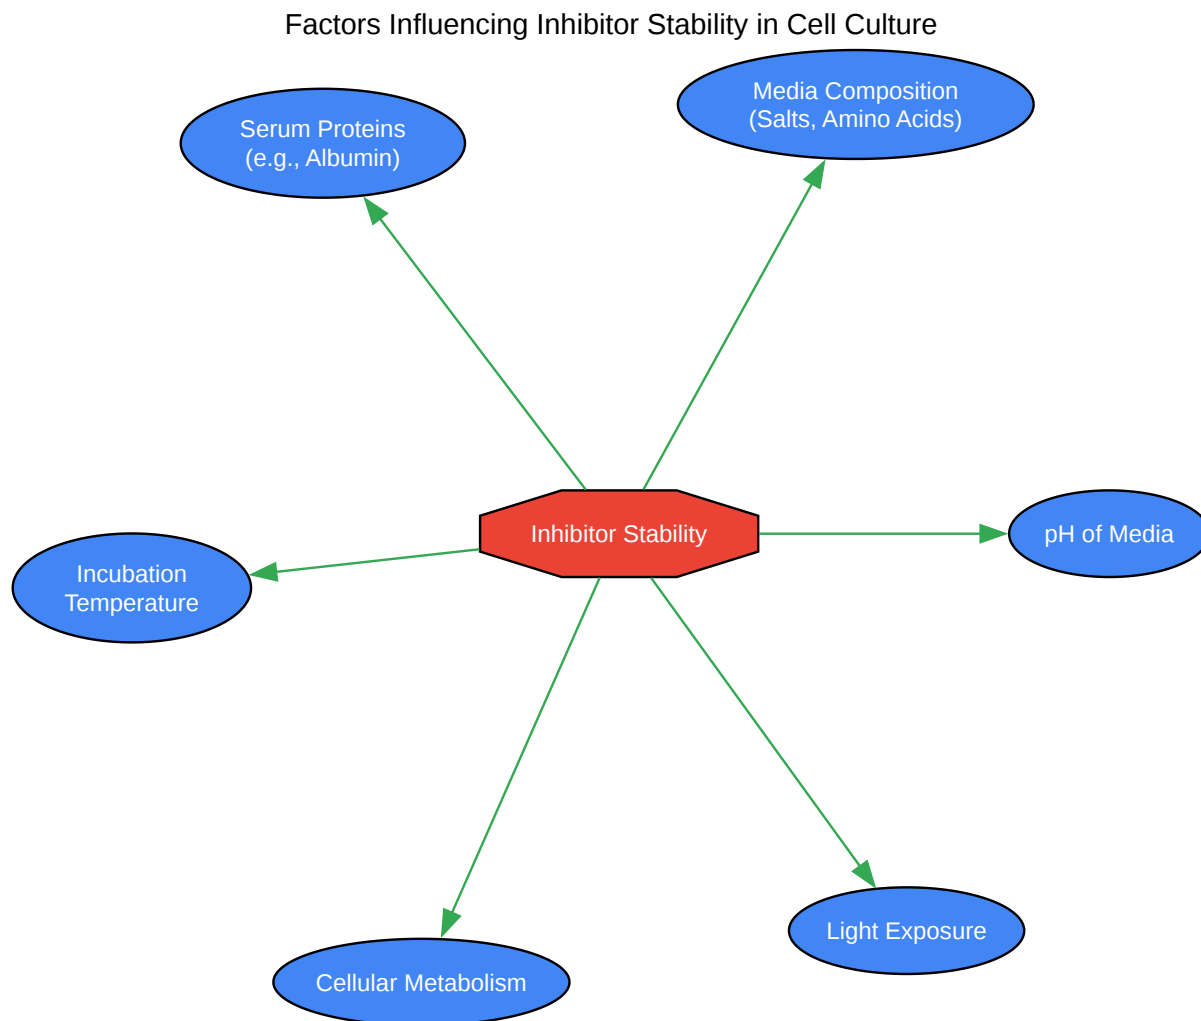 Factors Influencing Inhibitor Stability in Cell Culture
Media Composition
(Salts, Amino Acids)
Serum Proteins
(e.g., Albumin)
Inhibitor Stability
pH of Media
Incubation
Temperature
Light Exposure
Cellular Metabolism